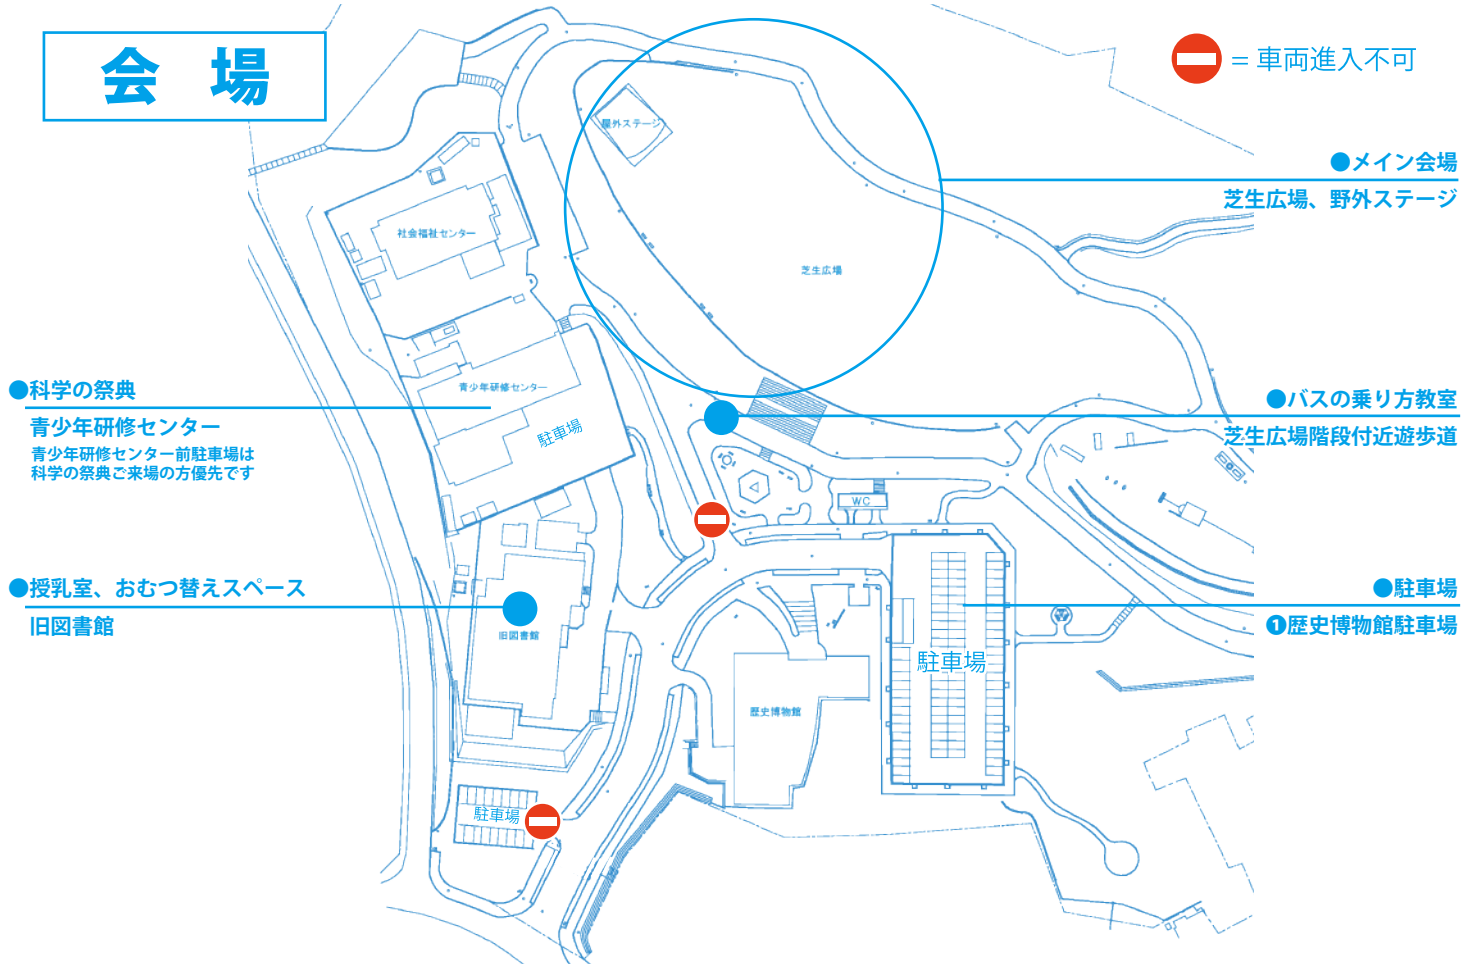 会 場
= 車両進入不可
●メイン会場
芝生広場、野外ステージ
屋外ステージ
社会福祉センター
芝生広場
●科学の祭典
青少年研修センター
青少年研修センター前駐車場は
科学の祭典ご来場の方優先です
青少年研修センター
駐車場
●バスの乗り方教室
芝生広場階段付近遊歩道
WC
●授乳室、おむつ替えスペース
旧図書館
旧図書館
●駐車場
❶歴史博物館駐車場
駐車場
歴史博物館
駐車場